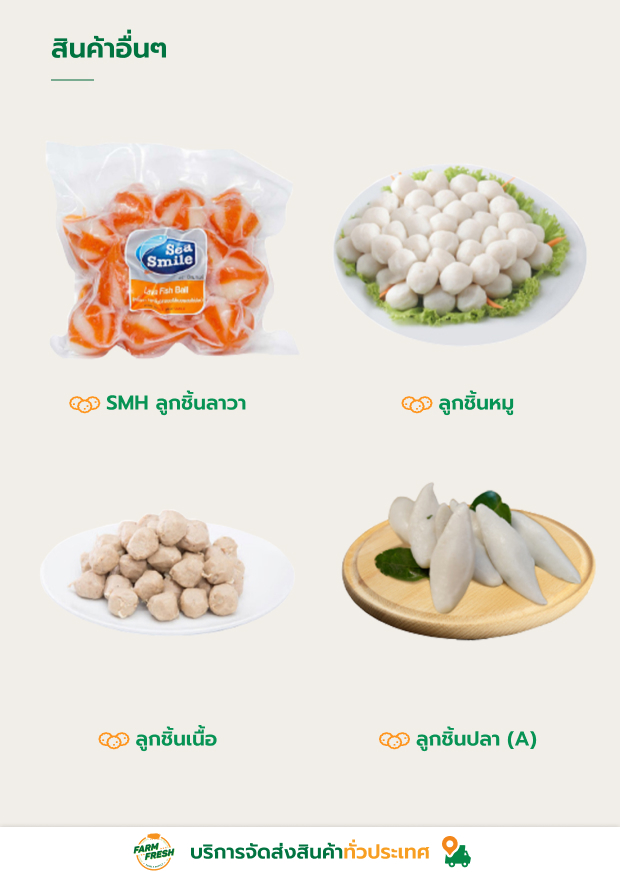 สินค้าอื่นๆ
Sea
Smile
Lava Fish Ball
SMH ลูกชิ้นลาวา
ลูกชิ้นหมู
ลูกชิ้นเนื้อ
ลูกชิ้นปลา (A)
FARM
FRESH
บริการจัดส่งสินค้าทั่วประเทศ